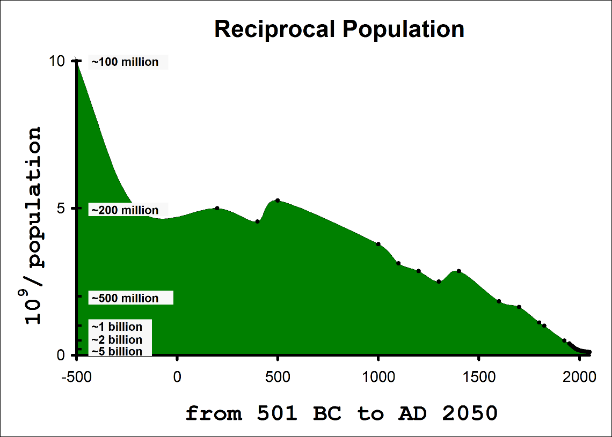 Reciprocal Population
10
~100 million
5
~200 million
~500 million
~1 billion
~2 billion
~5 billion
0
10⁹/population
-500 0 500 1000 1500 2000
from 501 BC to AD 2050